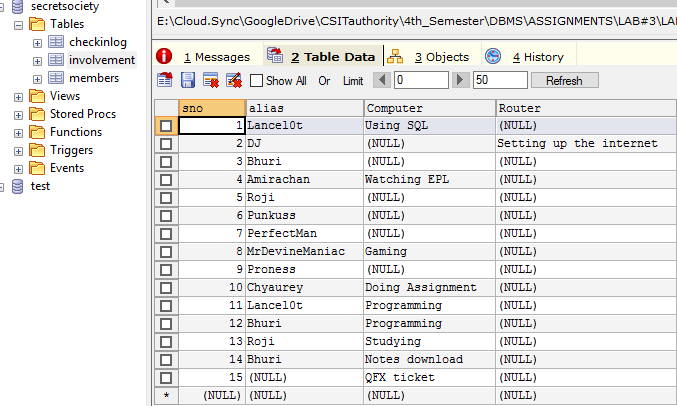 secretsociety
Tables
checkinlog
involvement
members
Views
Stored Procs
Functions
Triggers
Events
test
E:\Cloud.Sync\GoogleDrive\CSITauthority\4th_Semester\DBMS\ASSIGNMENTS\LAB#3\LA
1 Messages 2 Table Data 3 Objects 4 History
Show All Or Limit 0 50 Refresh
sno alias Computer Router
1 Lancel0t Using SQL (NULL)
2 DJ (NULL) Setting up the internet
3 Bhuri (NULL) (NULL)
4 Amirachan Watching EPL (NULL)
5 Roji (NULL) (NULL)
6 Punkuss (NULL) (NULL)
7 PerfectMan (NULL) (NULL)
8 MrDevineManiac Gaming (NULL)
9 Proness (NULL) (NULL)
10 Chyaurey Doing Assignment (NULL)
11 Lancel0t Programming (NULL)
12 Bhuri Programming (NULL)
13 Roji Studying (NULL)
14 Bhuri Notes download (NULL)
15 (NULL) QFX ticket (NULL)
* (NULL) (NULL) (NULL) (NULL)